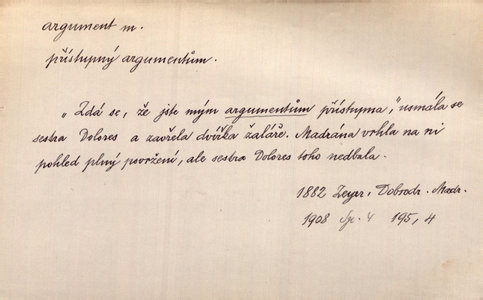 argument m.
přístupný argumentům.
„Zdá se, že jste mým argumentům přístupna," usmála se
sestra Dolores a zavřela dvířka žaláře. Madrána vrhla na ni
pohled plný povržení, ale sestra Dolores toho nedbala.
1882 Zeyer, Dobrodr. Madr.
1908 Sp. 4 195, 4